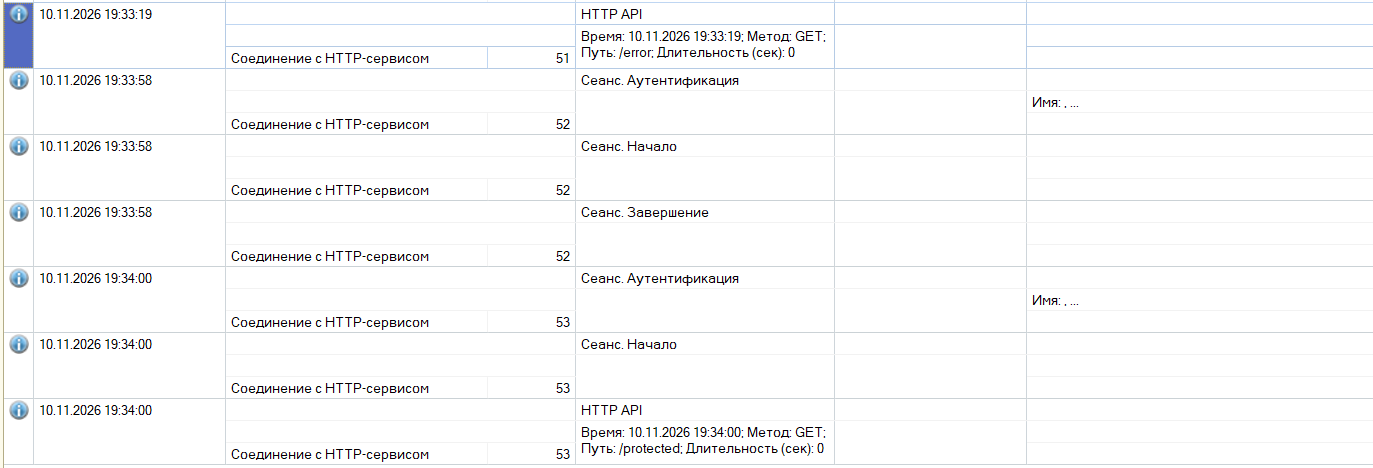 10.11.2026 19:33:19 HTTP API
Время: 10.11.2026 19:33:19; Метод: GET;
Путь: /error; Длительность (сек): 0
Соединение с HTTP-сервисом 51
10.11.2026 19:33:58 Сеанс. Аутентификация
Имя: , ...
Соединение с HTTP-сервисом 52
10.11.2026 19:33:58 Сеанс. Начало
Соединение с HTTP-сервисом 52
10.11.2026 19:33:58 Сеанс. Завершение
Соединение с HTTP-сервисом 52
10.11.2026 19:34:00 Сеанс. Аутентификация
Имя: , ...
Соединение с HTTP-сервисом 53
10.11.2026 19:34:00 Сеанс. Начало
Соединение с HTTP-сервисом 53
10.11.2026 19:34:00 HTTP API
Время: 10.11.2026 19:34:00; Метод: GET;
Путь: /protected; Длительность (сек): 0
Соединение с HTTP-сервисом 53